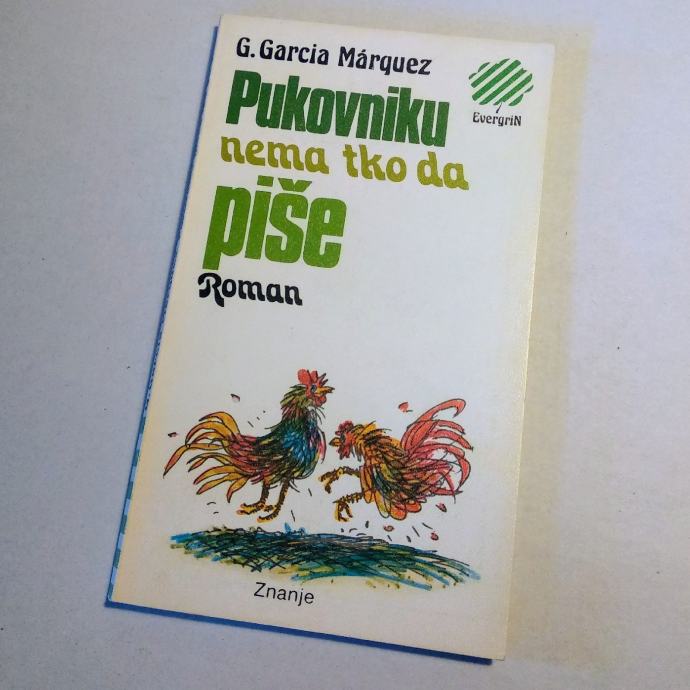 G. Garcia Márquez
Pukovniku
nema tko da
piše
Roman
EvergriN
Znanje